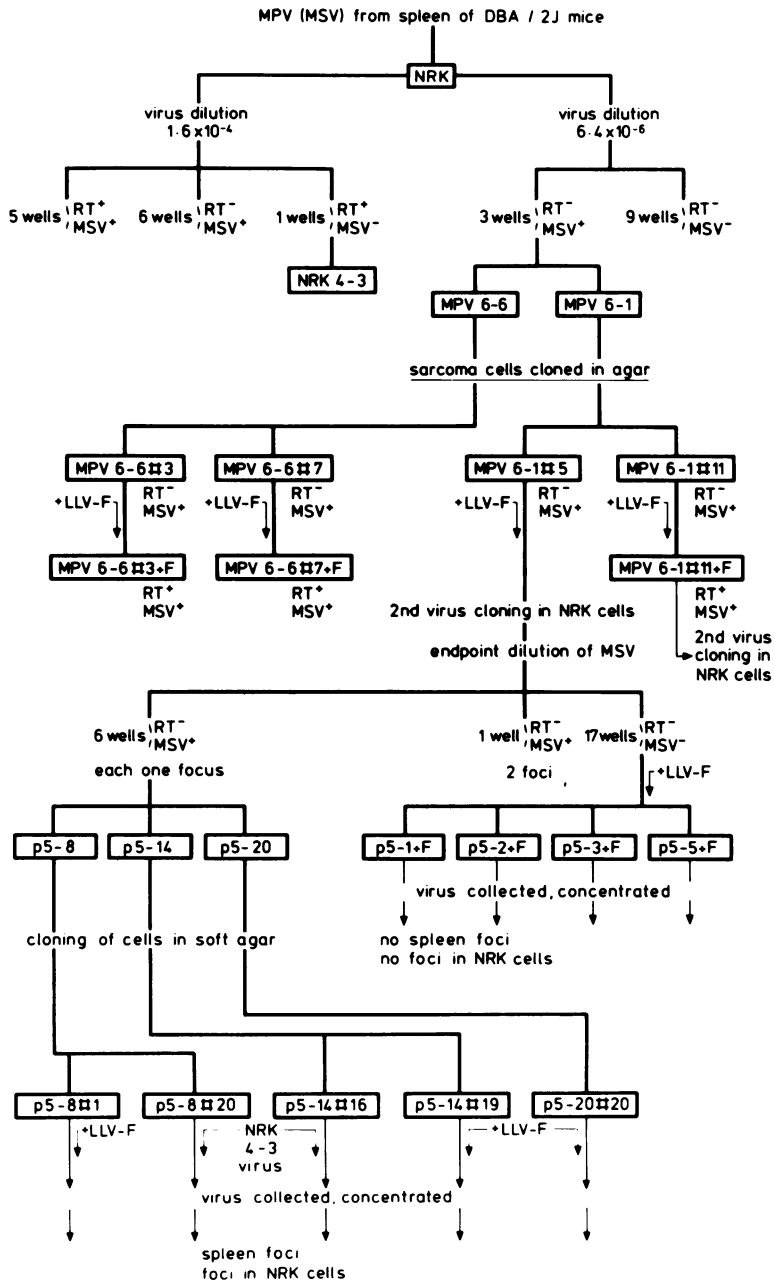 MPV (MSV) from spleen of DBA / 2J mice
NRK
virus dilution
1·6x10⁻⁴
virus dilution
6·4x10⁻⁶
5 wells RT⁺ MSV⁺
6 wells RT⁻ MSV⁺
1 wells RT⁺ MSV⁻
3 wells RT⁻ MSV⁺
9 wells RT⁻ MSV⁻
NRK 4-3
MPV 6-6
MPV 6-1
sarcoma cells cloned in agar
MPV 6-6⌗3
MPV 6-6⌗7
MPV 6-1⌗5
MPV 6-1⌗11
+LLV-F
RT⁻
MSV⁺
+LLV-F
RT⁻
MSV⁺
+LLV-F
RT⁻
MSV⁺
+LLV-F
RT⁻
MSV⁺
MPV 6-6⌗3+F
MPV 6-6⌗7+F
MPV 6-1⌗11+F
RT⁺
MSV⁺
RT⁺
MSV⁺
RT⁺
MSV⁺
2nd virus cloning in NRK cells
endpoint dilution of MSV
2nd virus
cloning in
NRK cells
6 wells RT⁻ MSV⁺
each one focus
1 well RT⁻ MSV⁺
2 foci
17 wells RT⁻ MSV⁻
+LLV-F
p5-8
p5-14
p5-20
p5-1+F
p5-2+F
p5-3+F
p5-5+F
virus collected, concentrated
no spleen foci
no foci in NRK cells
cloning of cells in soft agar
p5-8⌗1
p5-8⌗20
p5-14⌗16
p5-14⌗19
p5-20⌗20
+LLV-F
NRK
4-3
virus
+LLV-F
virus collected, concentrated
spleen foci
foci in NRK cells